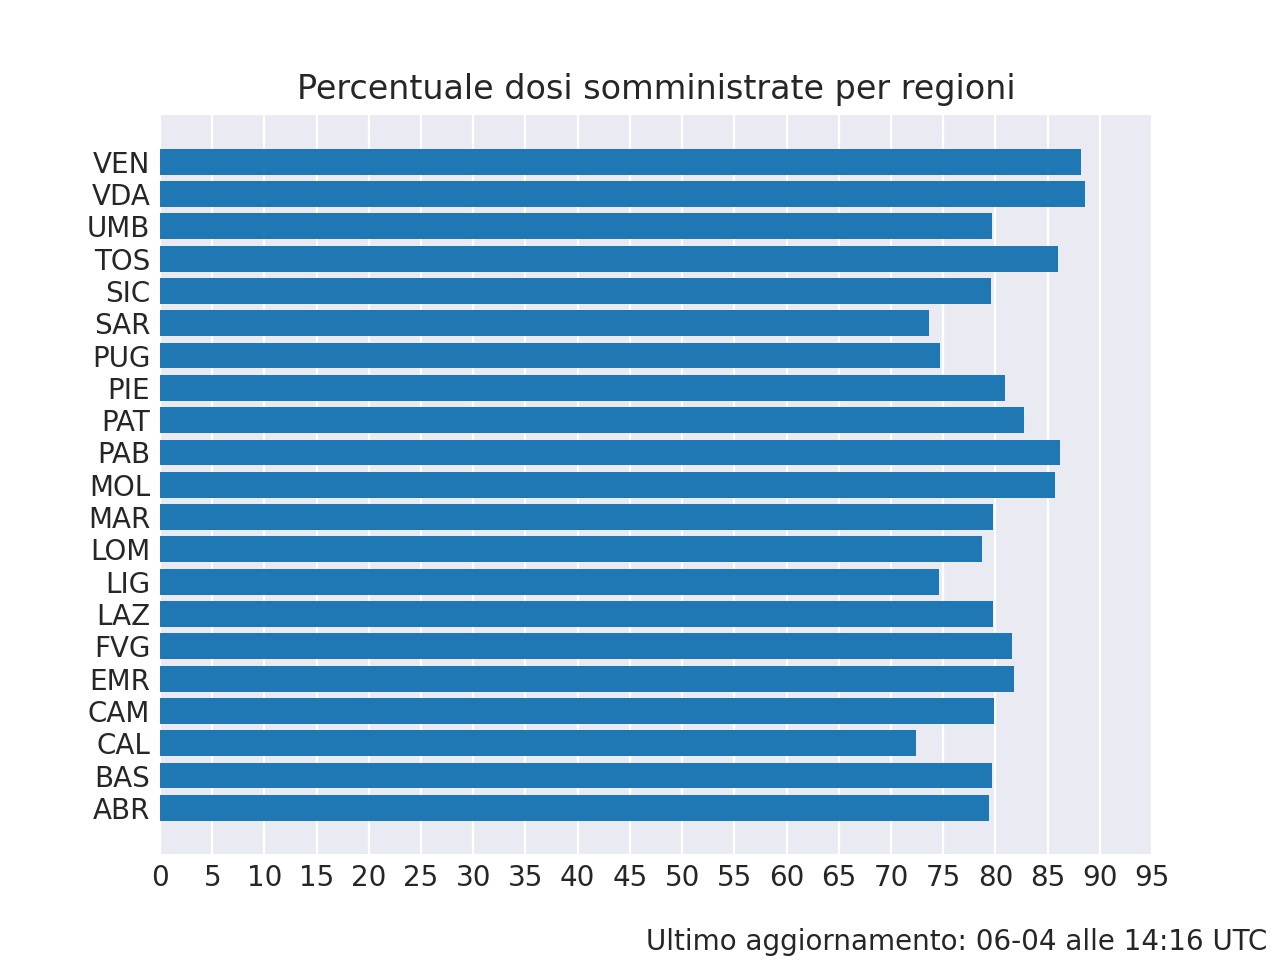 Percentuale dosi somministrate per regioni
VEN
VDA
UMB
TOS
SIC
SAR
PUG
PIE
PAT
PAB
MOL
MAR
LOM
LIG
LAZ
FVG
EMR
CAM
CAL
BAS
ABR
0 5 10 15 20 25 30 35 40 45 50 55 60 65 70 75 80 85 90 95
Ultimo aggiornamento: 06-04 alle 14:16 UTC